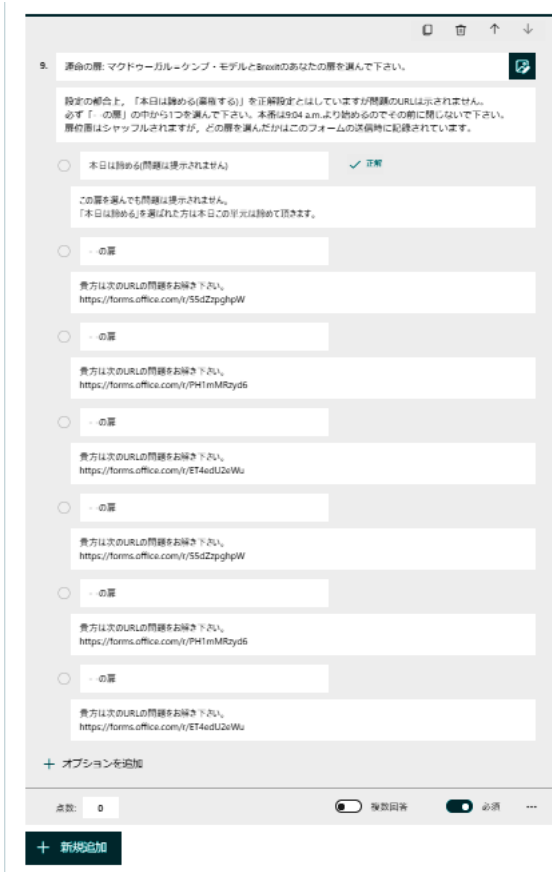 9. 運命の扉: マクドゥーガル=ケンプ・モデルとBrexitのあなたの扉を選んで下さい。
設定の都合上，「本日は諦める(棄権する)」を正解設定とはしていますが問題のURLは示されません。
必ず「‥の扉」の中から1つを選んで下さい。本番は9:04 a.m.より始めるのでその前に閉じないで下さい。
扉位置はシャッフルされますが，どの扉を選んだかはこのフォームの送信時に記録されています。
本日は諦める(問題は提示されません)
正解
この扉を選んでも問題は提示されません。
「本日は諦める」を選ばれた方は本日この単元は諦めて頂きます。
の扉
貴方は次のURLの問題をお解き下さい。
https://forms.office.com/r/55dZzpghpW
の扉
貴方は次のURLの問題をお解き下さい。
https://forms.office.com/r/PH1mMRzyd6
の扉
貴方は次のURLの問題をお解き下さい。
https://forms.office.com/r/ET4edU2eWu
の扉
貴方は次のURLの問題をお解き下さい。
https://forms.office.com/r/55dZzpghpW
の扉
貴方は次のURLの問題をお解き下さい。
https://forms.office.com/r/PH1mMRzyd6
の扉
貴方は次のURLの問題をお解き下さい。
https://forms.office.com/r/ET4edU2eWu
+ オプションを追加
点数: 0 複数回答 必須 ...
+ 新規追加